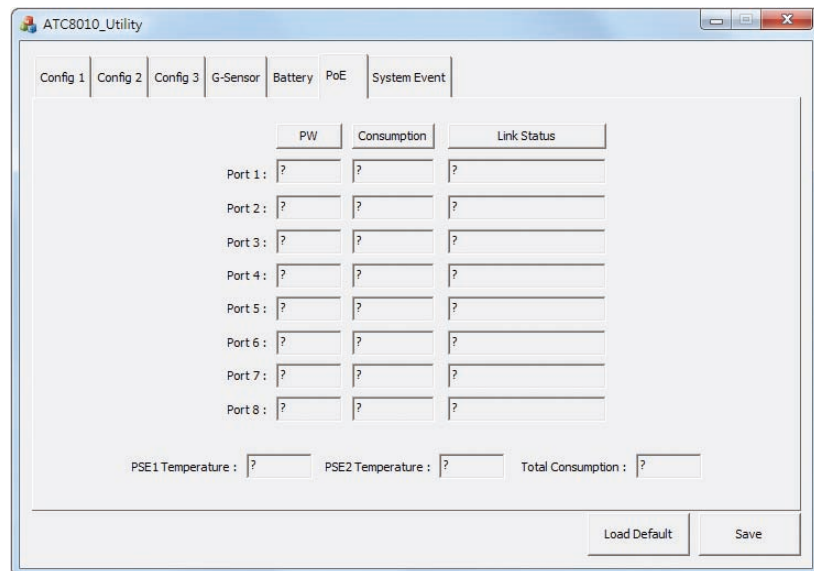 ATC8010_Utility
Config 1 Config 2 Config 3 G-Sensor Battery PoE System Event
PW Consumption Link Status
Port 1 : ? ? ?
Port 2 : ? ? ?
Port 3 : ? ? ?
Port 4 : ? ? ?
Port 5 : ? ? ?
Port 6 : ? ? ?
Port 7 : ? ? ?
Port 8 : ? ? ?
PSE1 Temperature : ? PSE2 Temperature : ? Total Consumption : ?
Load Default Save